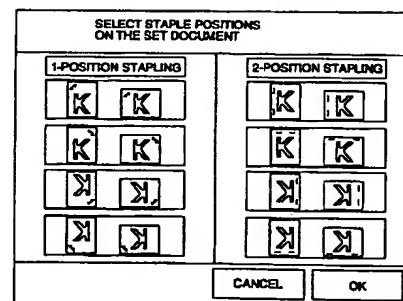 SELECT STAPLE POSITIONS
ON THE SET DOCUMENT
1-POSITION STAPLING
2-POSITION STAPLING
K K K K
K K K K
K K K K
K K K K
CANCEL OK